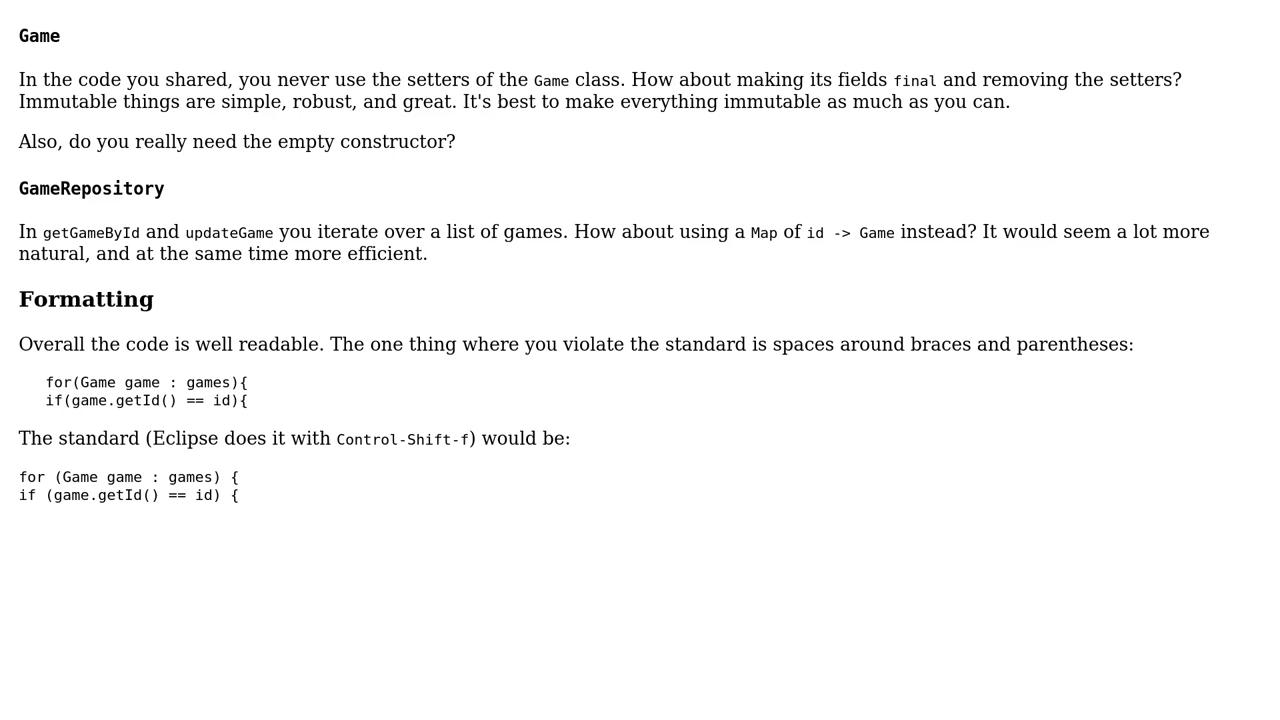 Game
In the code you shared, you never use the setters of the Game class. How about making its fields final and removing the setters?
Immutable things are simple, robust, and great. It's best to make everything immutable as much as you can.
Also, do you really need the empty constructor?
GameRepository
In getGameById and updateGame you iterate over a list of games. How about using a Map of id -> Game instead? It would seem a lot more
natural, and at the same time more efficient.
Formatting
Overall the code is well readable. The one thing where you violate the standard is spaces around braces and parentheses:
   for(Game game : games){
   if(game.getId() == id){
The standard (Eclipse does it with Control-Shift-f) would be:
for (Game game : games) {
if (game.getId() == id) {